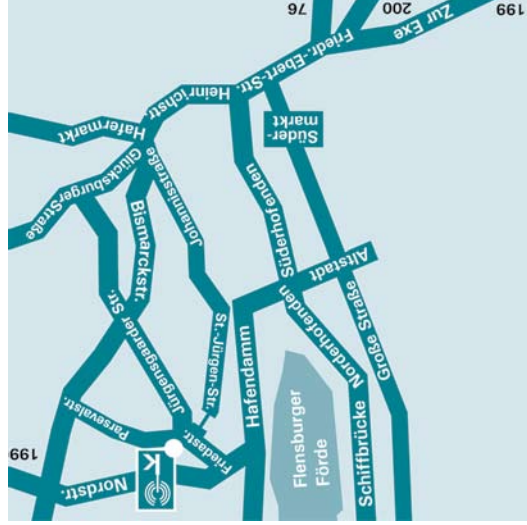 76
200
199
Zur Exe
Friedr.-Ebert-Str.
Heinrichstr.
Hafermarkt
Süder-
markt
Glücksburger Straße
Johannisstraße
Bismarckstr.
Süderhofenden
Altstadt
Jürgensgaarder Str.
St.-Jürgen-Str.
Hafendamm
Norderhofenden
Große Straße
Parsevalstr.
Friedastr.
Flensburger
Förde
Schiffbrücke
199
Nordstr.
k